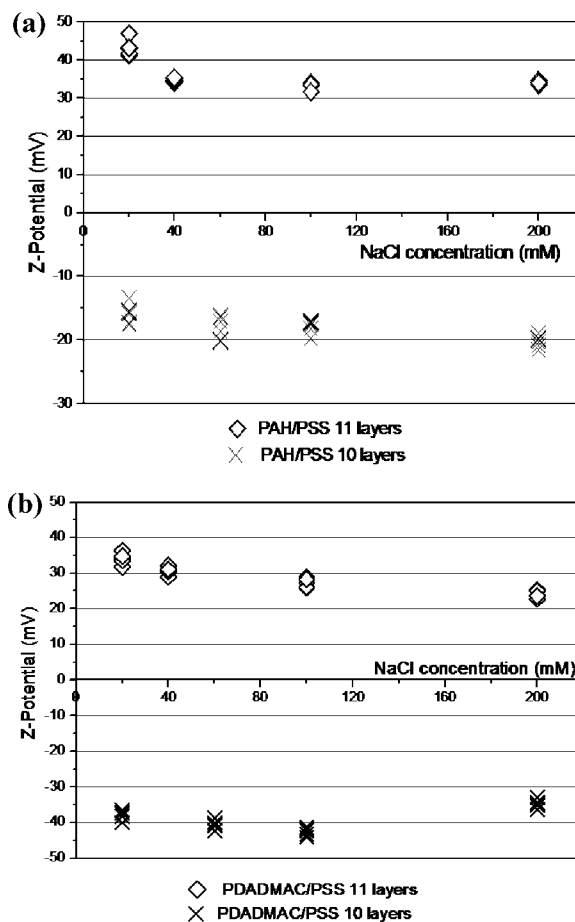 (a)
50
40
30
20
10
0
-10
-20
-30
Z-Potential (mV)
0 40 80 120 160 200
NaCl concentration (mM)
PAH/PSS 11 layers
PAH/PSS 10 layers
(b)
50
40
30
20
10
0
-10
-20
-30
-40
-50
Z-Potential (mV)
NaCl concentration (mM)
0 40 80 120 160 200
PDADMAC/PSS 11 layers
PDADMAC/PSS 10 layers